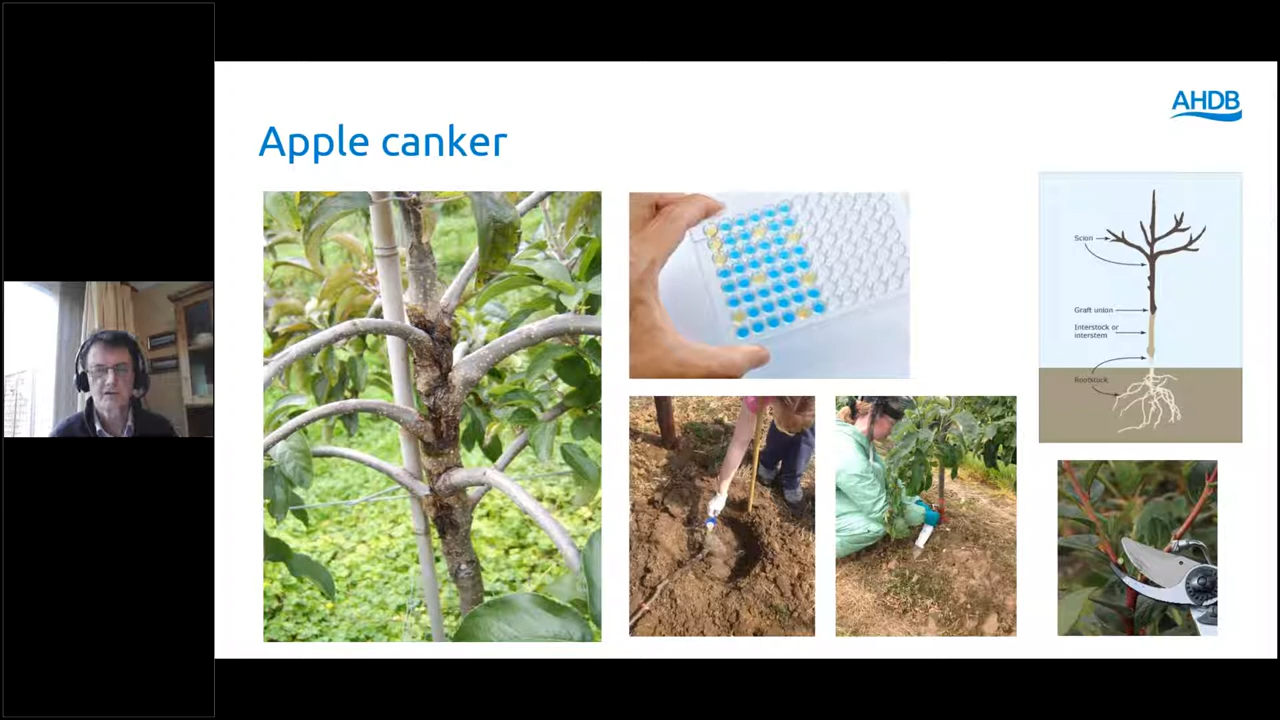 AHDB
Apple canker
Scion
Graft union
Interstock or
interstem
Rootstock